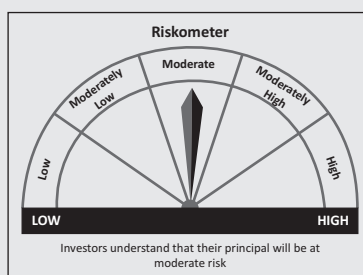 Riskometer
Moderate
Moderately
Low
Moderately
High
Low
High
LOW
HIGH
Investors understand that their principal will be at
moderate risk